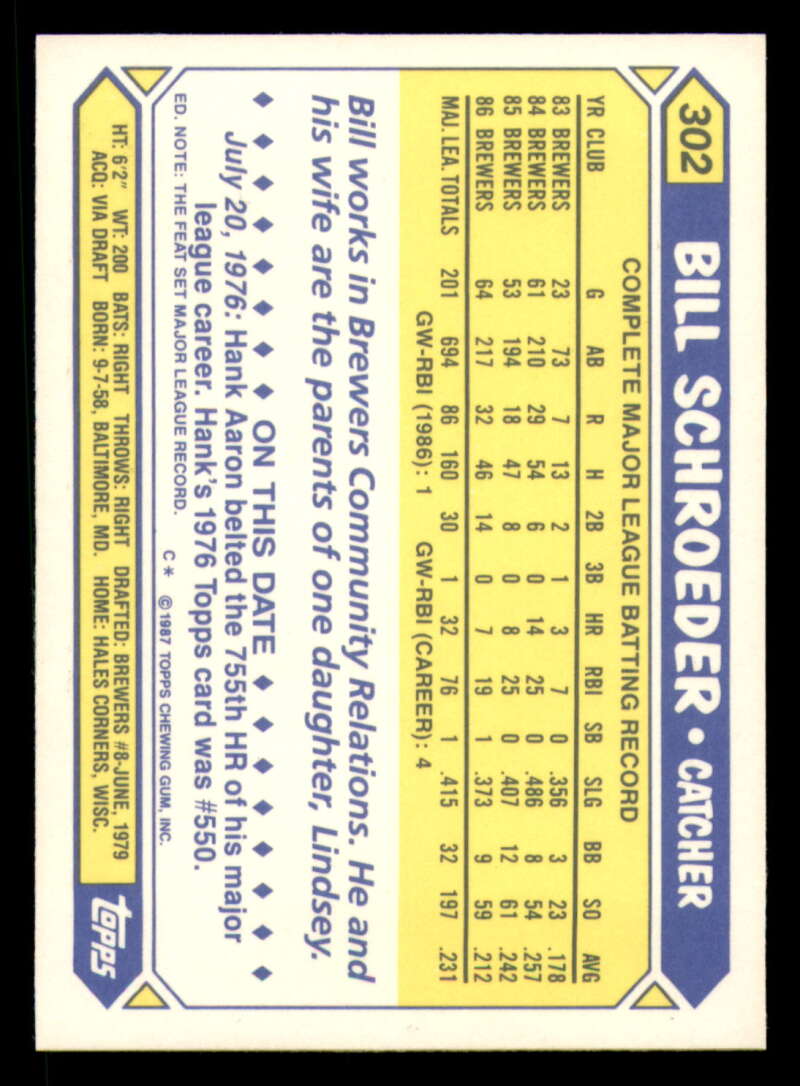 302 BILL SCHROEDER • CATCHER
COMPLETE MAJOR LEAGUE BATTING RECORD
YR CLUB G AB R H 2B 3B HR RBI SB SLG BB SO AVG
83 BREWERS 23 73 7 13 2 1 3 7 0 .356 3 23 .178
84 BREWERS 61 210 29 54 6 0 14 25 0 .486 8 54 .257
85 BREWERS 53 194 18 47 8 0 8 25 0 .407 12 61 .242
86 BREWERS 64 217 32 46 14 0 7 19 1 .373 9 59 .212
MAJ. LEA. TOTALS 201 694 86 160 30 1 32 76 1 .415 32 197 .231
GW-RBI (1986): 1 GW-RBI (CAREER): 4
Bill works in Brewers Community Relations. He and
his wife are the parents of one daughter, Lindsey.
◆ ◆ ◆ ◆ ◆ ◆ ◆ ◆ ON THIS DATE ◆ ◆ ◆ ◆ ◆ ◆ ◆ ◆
July 20, 1976: Hank Aaron belted the 755th HR of his major
league career. Hank's 1976 Topps card was #550.
ED. NOTE: THE FEAT SET MAJOR LEAGUE RECORD. C* ©1987 TOPPS CHEWING GUM, INC.
HT: 6'2" WT: 200 BATS: RIGHT THROWS: RIGHT DRAFTED: BREWERS #8-JUNE, 1979
ACQ: VIA DRAFT BORN: 9-7-58, BALTIMORE, MD. HOME: HALES CORNERS, WISC.
topps